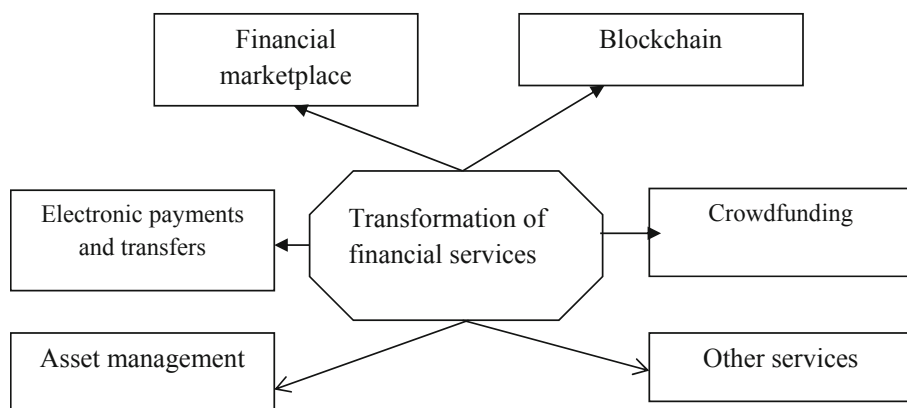 Financial
marketplace
Blockchain
Electronic payments
and transfers
Transformation of
financial services
Crowdfunding
Asset management
Other services